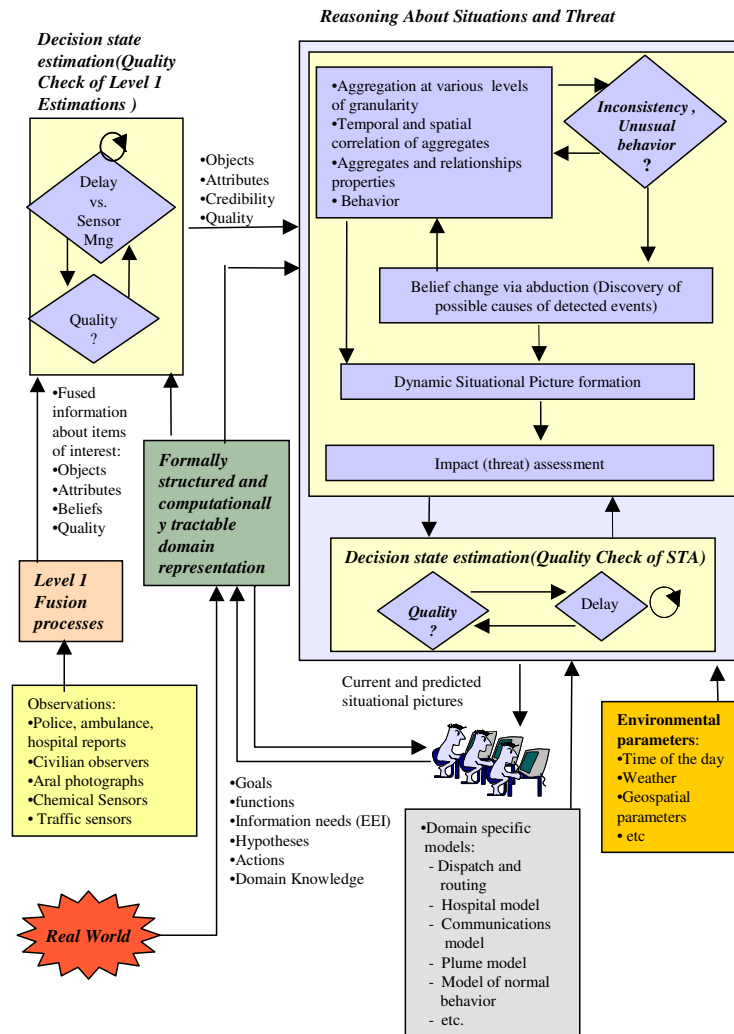 Reasoning About Situations and Threat
Decision state
estimation(Quality
Check of Level 1
Estimations )
Delay
vs.
Sensor
Mng
Quality
?
•Objects
•Attributes
•Credibility
•Quality
•Aggregation at various levels
of granularity
•Temporal and spatial
correlation of aggregates
•Aggregates and relationships
properties
• Behavior
Inconsistency ,
Unusual
behavior
?
Belief change via abduction (Discovery of
possible causes of detected events)
Dynamic Situational Picture formation
Impact (threat) assessment
Decision state estimation(Quality Check of STA)
Quality?
?
Delay
•Fused
information
about items of
interest:
•Objects
•Attributes
•Beliefs
•Quality
Formally
structured and
computationall
y tractable
domain
representation
Level 1
Fusion
processes
Observations:
•Police, ambulance,
hospital reports
•Civilian observers
•Aral photographs
•Chemical Sensors
• Traffic sensors
Current and predicted
situational pictures
•Goals
•functions
•Information needs (EEI)
•Hypotheses
•Actions
•Domain Knowledge
Environmental
parameters:
•Time of the day
•Weather
•Geospatial
parameters
• etc
•Domain specific
models:
- Dispatch and
routing
- Hospital model
- Communications
model
- Plume model
- Model of normal
behavior
- etc.
Real World